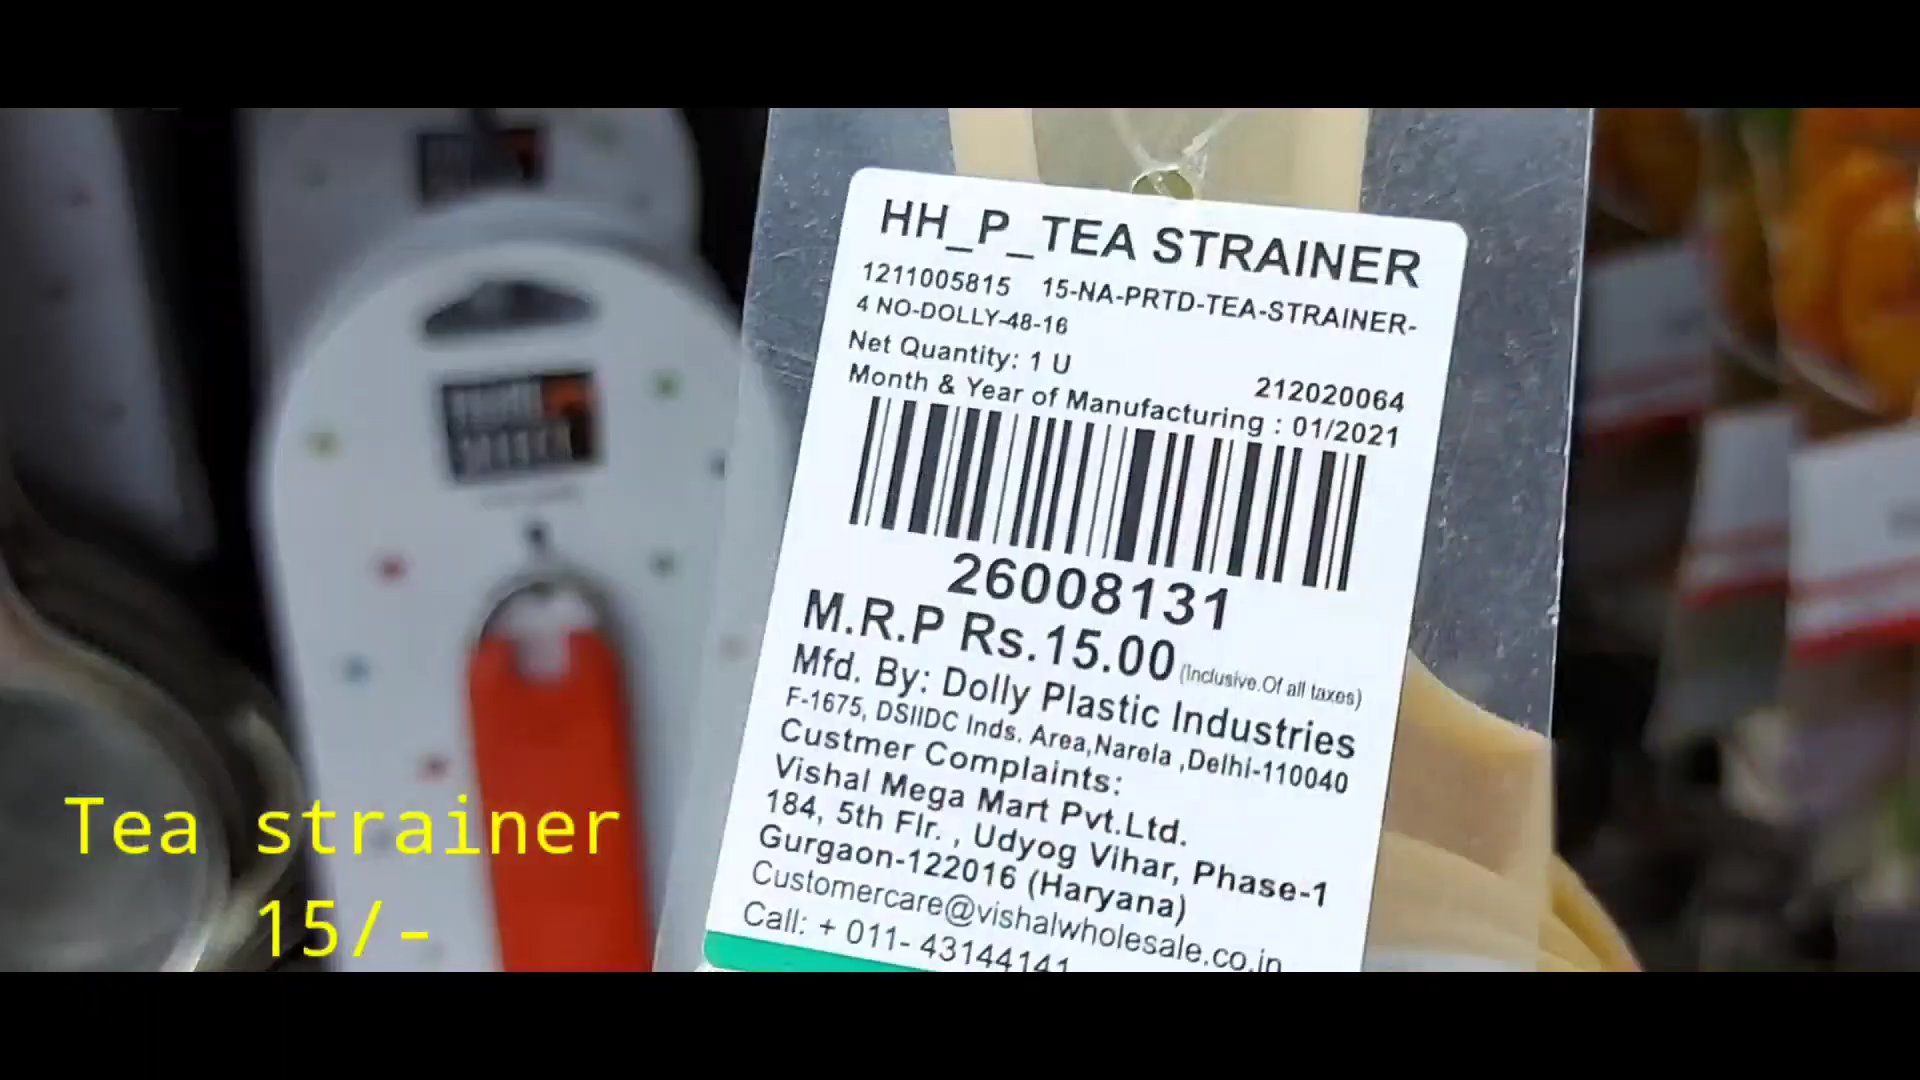 HH_P_TEA STRAINER
1211005815 15-NA-PRTD-TEA-STRAINER-
4 NO-DOLLY-48-16
Net Quantity: 1 U
212020064
Month & Year of Manufacturing : 01/2021
26008131
M.R.P Rs.15.00 (Inclusive.Of all taxes)
Mfd. By: Dolly Plastic Industries
F-1675, DSIIDC Inds. Area,Narela ,Delhi-110040
Custmer Complaints:
Vishal Mega Mart Pvt.Ltd.
184, 5th Flr. , Udyog Vihar, Phase-1
Gurgaon-122016 (Haryana)
Customercare@vishalwholesale.co.in
Call: + 011- 43144141
Tea strainer
15/-